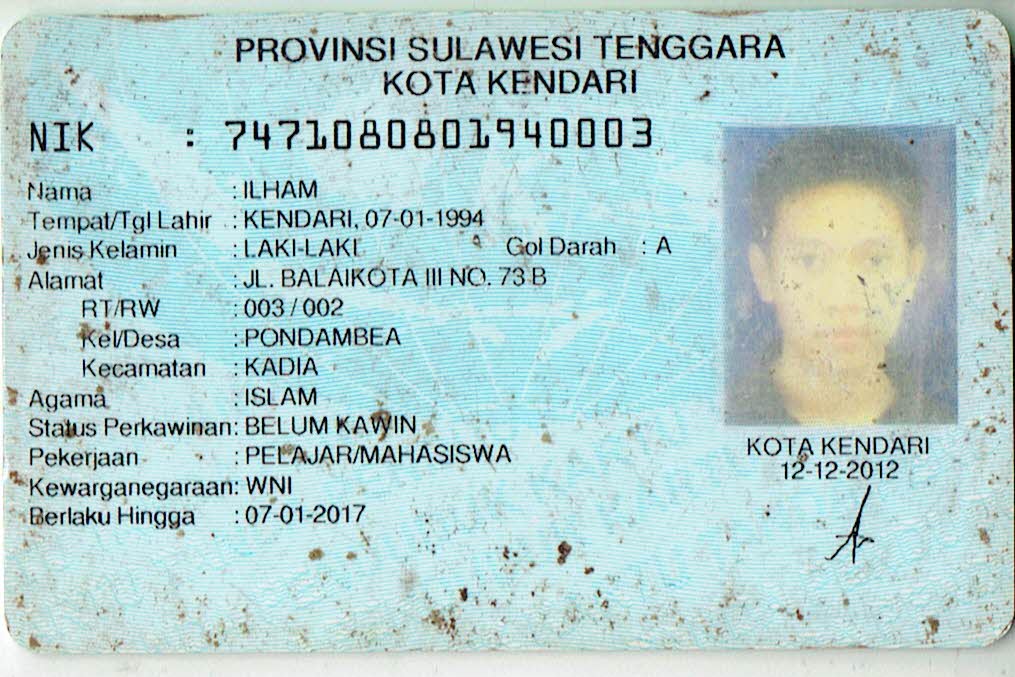 PROVINSI SULAWESI TENGGARA
KOTA KENDARI
NIK : 7471080801940003
Nama : ILHAM
Tempat/Tgl Lahir : KENDARI, 07-01-1994
Jenis Kelamin : LAKI-LAKI Gol Darah : A
Alamat : JL. BALAIKOTA III NO. 73 B
RT/RW : 003 / 002
Kel/Desa : PONDAMBEA
Kecamatan : KADIA
Agama : ISLAM
Status Perkawinan: BELUM KAWIN
Pekerjaan : PELAJAR/MAHASISWA
Kewarganegaraan: WNI
Berlaku Hingga : 07-01-2017
KOTA KENDARI
12-12-2012